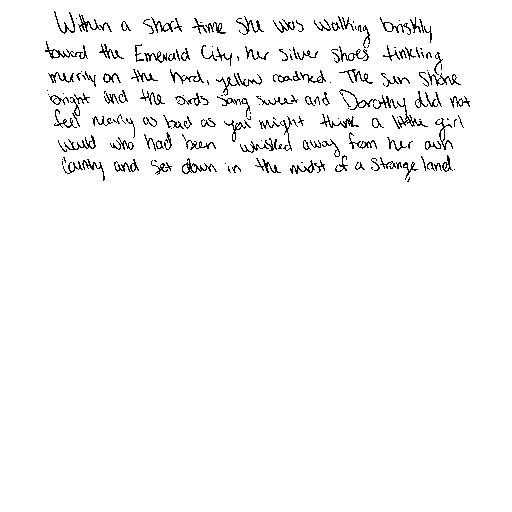 Within a short time she was walking briskly
toward the Emerald City, her silver shoes tinkling
merrily on the hard, yellow roadbed. The sun shone
bright and the birds sang sweet and Dorothy did not
feel nearly as bad as you might think a little girl
would who had been whisked away from her own
country and set down in the midst of a strange land.